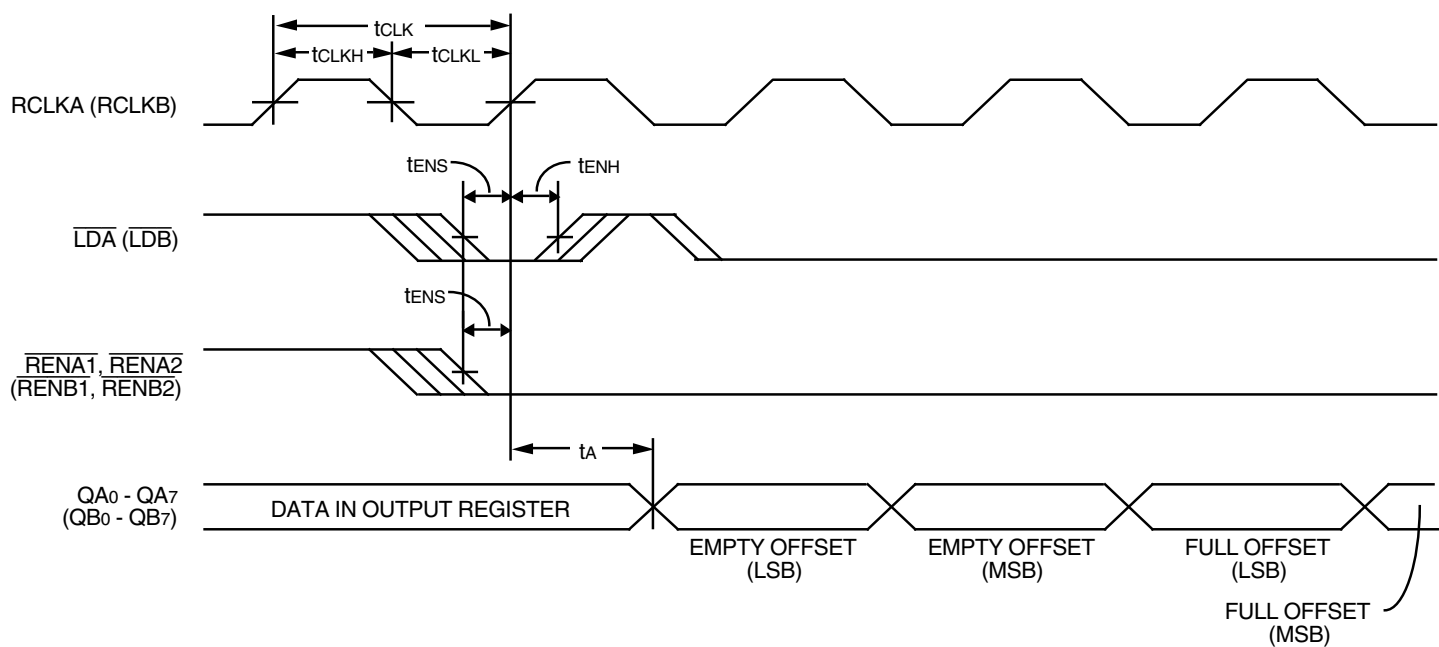 tCLK
tCLKH
tCLKL
RCLKA (RCLKB)
tENS
tENH
LDA (LDB)
tENS
RENA1, RENA2
(RENB1, RENB2)
tA
QA0 - QA7
(QB0 - QB7)
DATA IN OUTPUT REGISTER
EMPTY OFFSET
(LSB)
EMPTY OFFSET
(MSB)
FULL OFFSET
(LSB)
FULL OFFSET
(MSB)